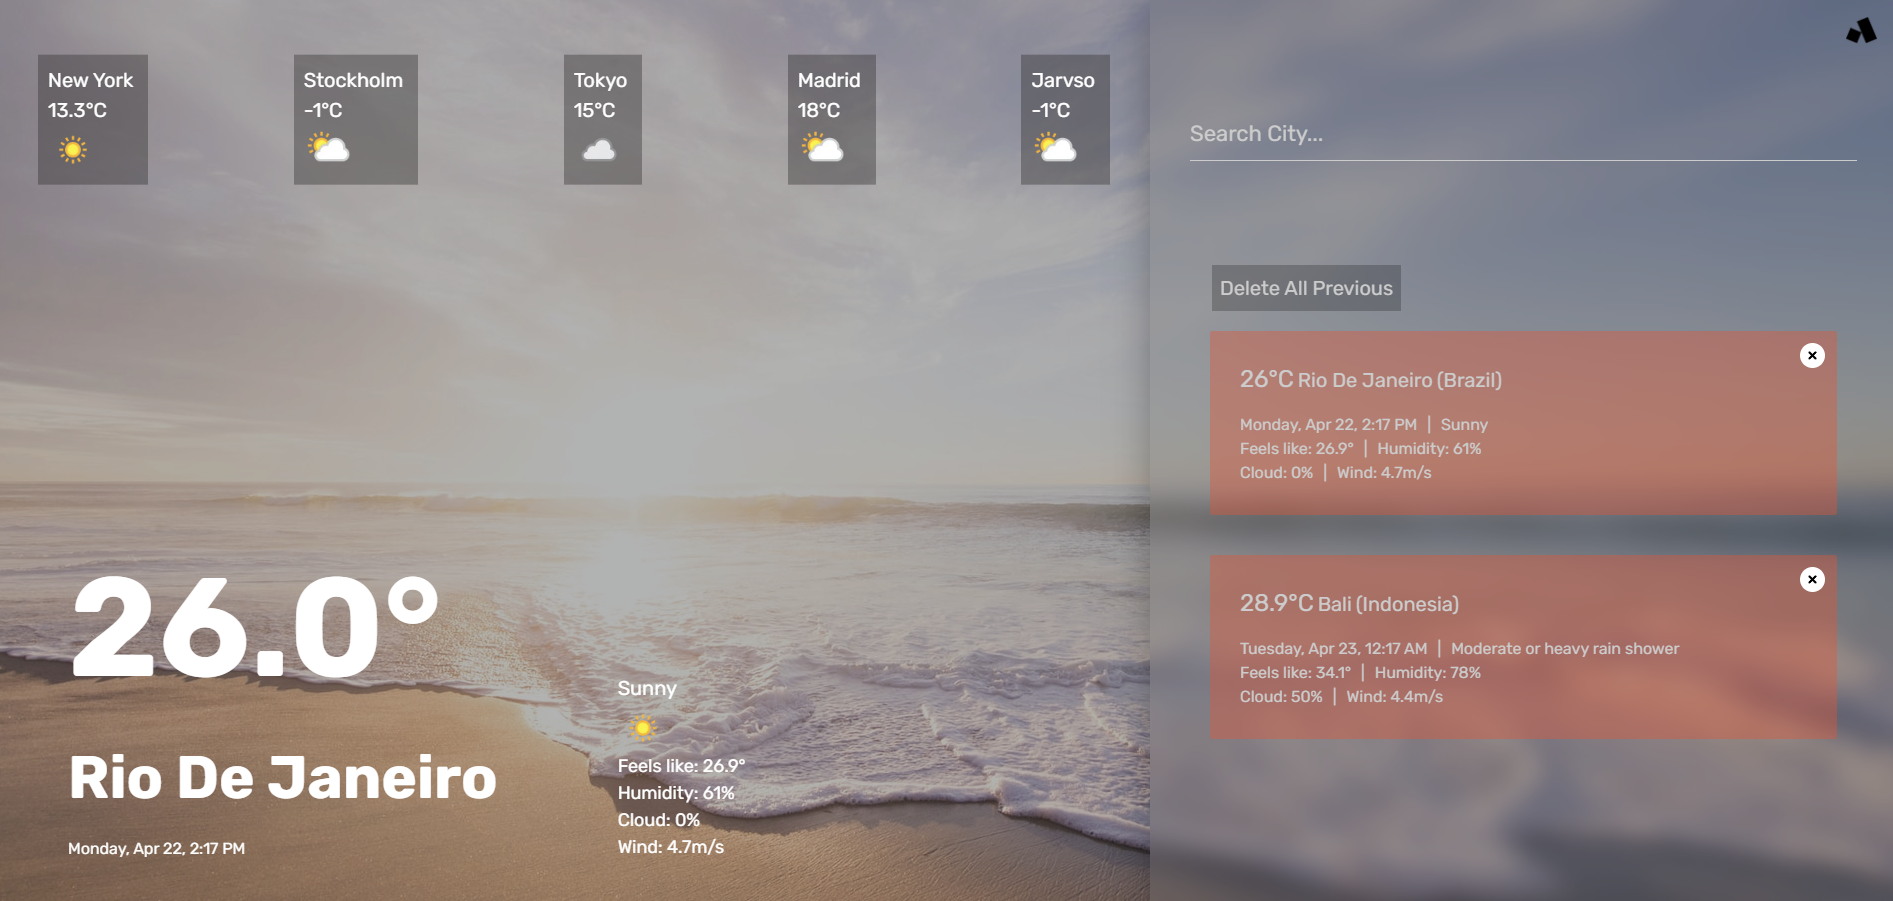 New York
13.3°C
Stockholm
-1°C
Tokyo
15°C
Madrid
18°C
Jarvso
-1°C
26.0°
Rio De Janeiro
Monday, Apr 22, 2:17 PM
Sunny
Feels like: 26.9°
Humidity: 61%
Cloud: 0%
Wind: 4.7m/s
Search City...
Delete All Previous
26°C Rio De Janeiro (Brazil)
Monday, Apr 22, 2:17 PM | Sunny
Feels like: 26.9° | Humidity: 61%
Cloud: 0% | Wind: 4.7m/s
28.9°C Bali (Indonesia)
Tuesday, Apr 23, 12:17 AM | Moderate or heavy rain shower
Feels like: 34.1° | Humidity: 78%
Cloud: 50% | Wind: 4.4m/s